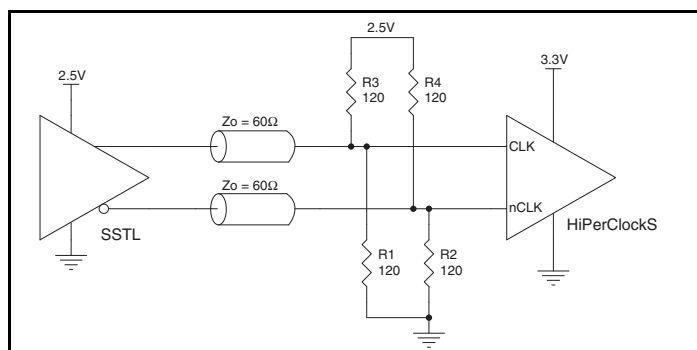 2.5V
2.5V
3.3V
R3
120
R4
120
Zo = 60Ω
CLK
Zo = 60Ω
nCLK
SSTL
HiPerClockS
R1
120
R2
120